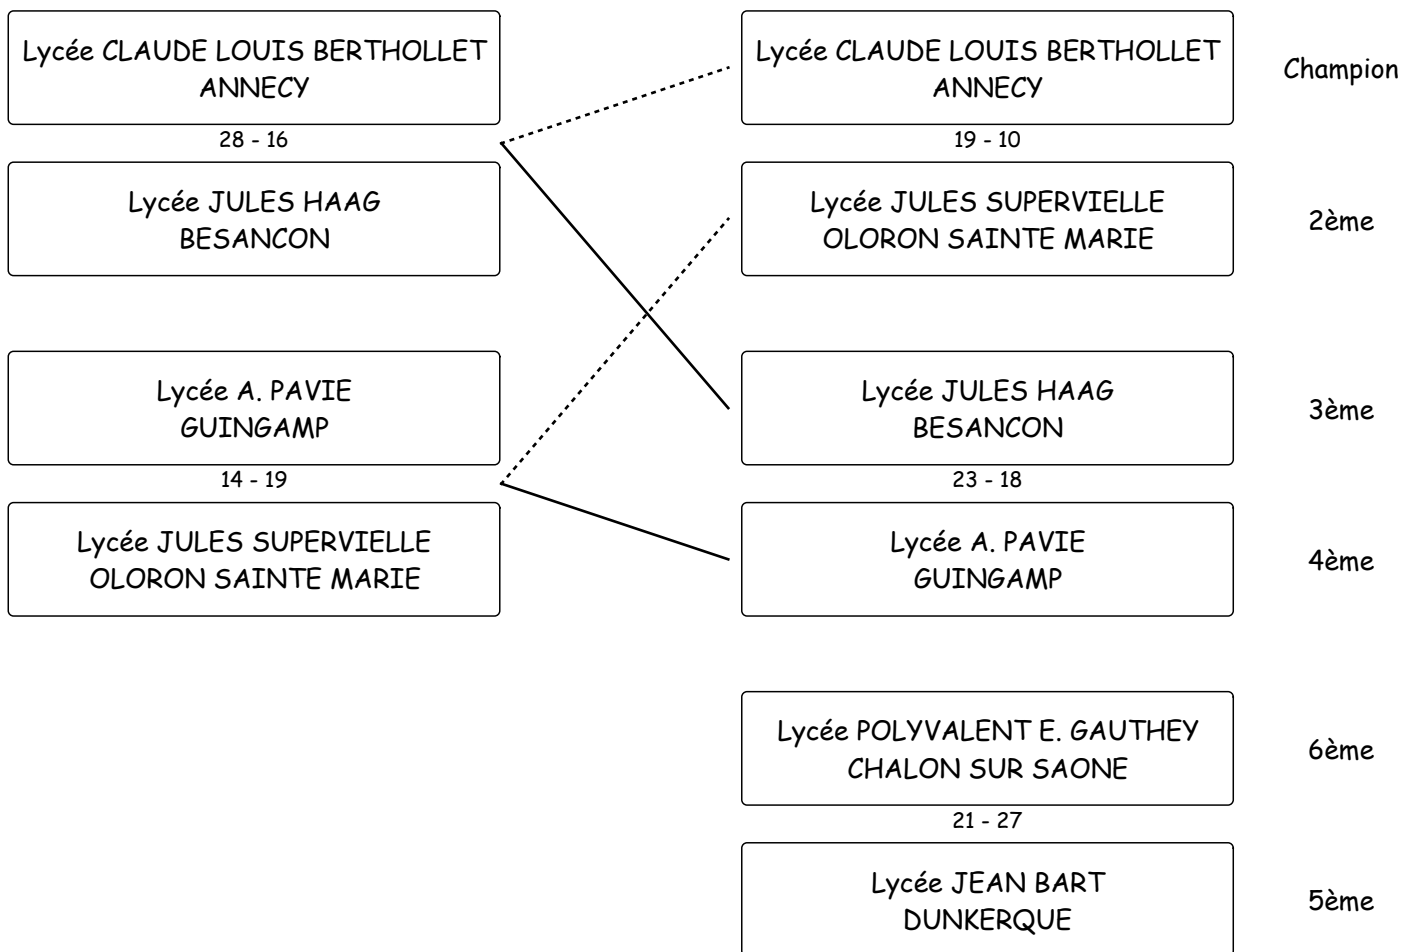 Lycée CLAUDE LOUIS BERTHOLLET
ANNECY
28 - 16
Lycée JULES HAAG
BESANCON
Lycée A. PAVIE
GUINGAMP
14 - 19
Lycée JULES SUPERVIELLE
OLORON SAINTE MARIE
Lycée CLAUDE LOUIS BERTHOLLET
ANNECY
Champion
19 - 10
Lycée JULES SUPERVIELLE
OLORON SAINTE MARIE
2ème
Lycée JULES HAAG
BESANCON
3ème
23 - 18
Lycée A. PAVIE
GUINGAMP
4ème
Lycée POLYVALENT E. GAUTHEY
CHALON SUR SAONE
6ème
21 - 27
Lycée JEAN BART
DUNKERQUE
5ème